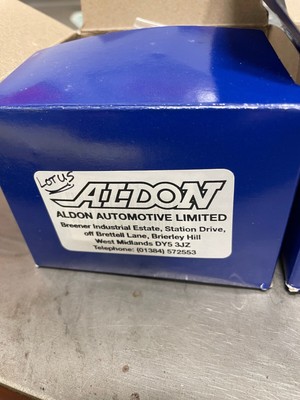 LOTUS
ALDON
ALDON AUTOMOTIVE LIMITED
Breener Industrial Estate, Station Drive,
off Brettell Lane, Brierley Hill
West Midlands DY5 3JZ
Telephone: (01384) 572553